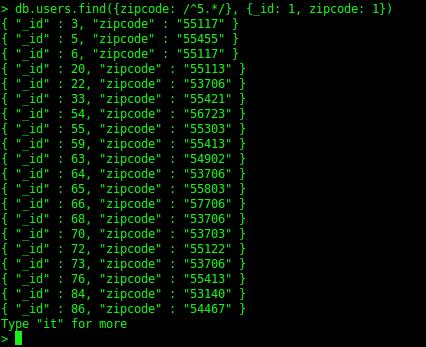 > db.users.find({zipcode: /^5.*/}, {_id: 1, zipcode: 1})
{ "_id" : 3, "zipcode" : "55117" }
{ "_id" : 5, "zipcode" : "55455" }
{ "_id" : 6, "zipcode" : "55117" }
{ "_id" : 20, "zipcode" : "55113" }
{ "_id" : 22, "zipcode" : "53706" }
{ "_id" : 33, "zipcode" : "55421" }
{ "_id" : 54, "zipcode" : "56723" }
{ "_id" : 55, "zipcode" : "55303" }
{ "_id" : 59, "zipcode" : "55413" }
{ "_id" : 63, "zipcode" : "54902" }
{ "_id" : 64, "zipcode" : "53706" }
{ "_id" : 65, "zipcode" : "55803" }
{ "_id" : 66, "zipcode" : "57706" }
{ "_id" : 68, "zipcode" : "53706" }
{ "_id" : 70, "zipcode" : "53703" }
{ "_id" : 72, "zipcode" : "55122" }
{ "_id" : 73, "zipcode" : "53706" }
{ "_id" : 76, "zipcode" : "55413" }
{ "_id" : 84, "zipcode" : "53140" }
{ "_id" : 86, "zipcode" : "54467" }
Type "it" for more
>